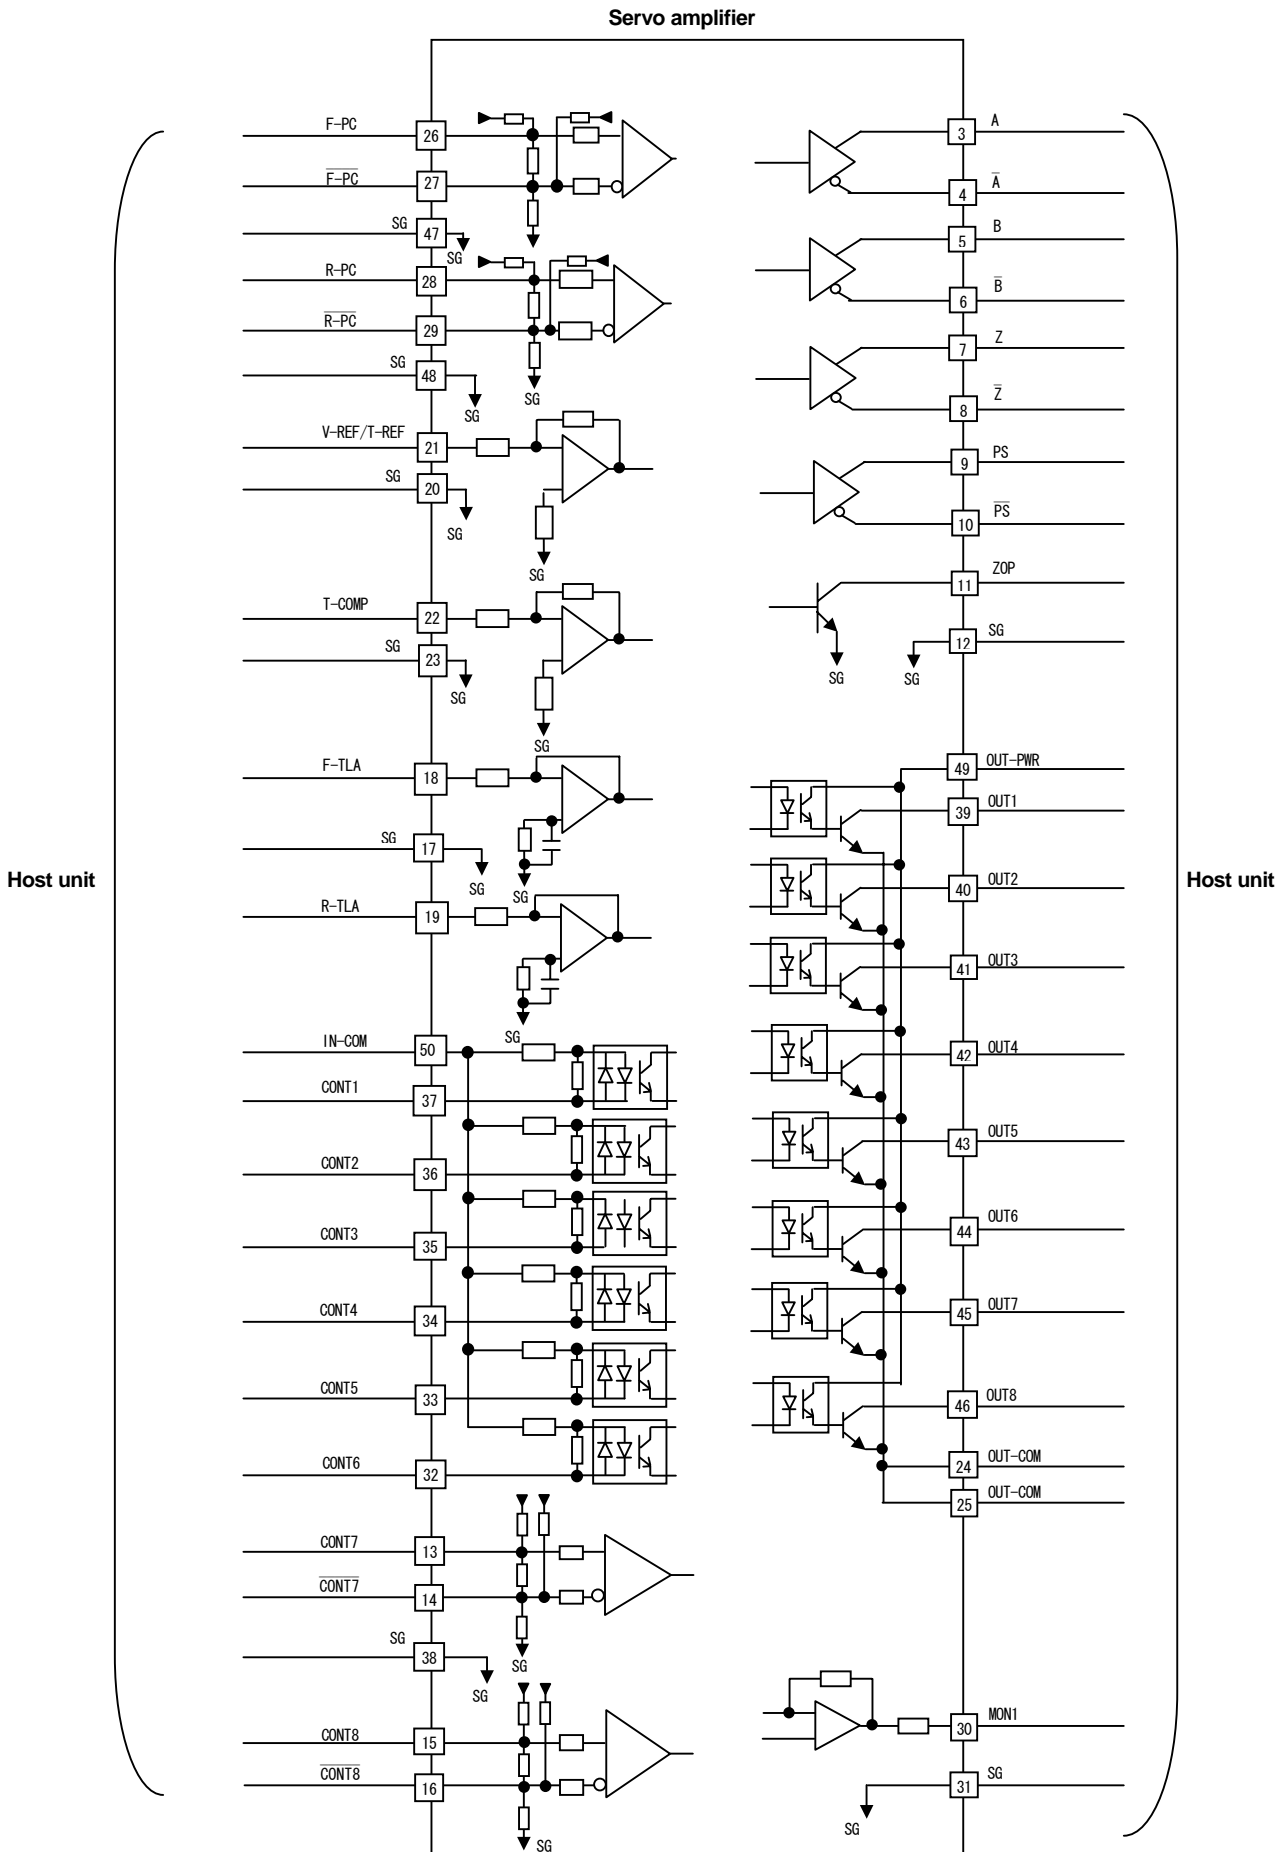 Servo amplifier
F-PC 26
F-PC 27
SG 47
SG
R-PC 28
R-PC 29
SG 48
SG
SG
V-REF/T-REF 21
SG 20
SG
SG
T-COMP 22
SG 23
SG
SG
F-TLA 18
SG 17
SG
SG
Host unit
R-TLA 19
SG
IN-COM 50
CONT1 37
CONT2 36
CONT3 35
CONT4 34
CONT5 33
CONT6 32
CONT7 13
CONT7 14
SG 38
SG
SG
CONT8 15
CONT8 16
SG
3 A
4 A
5 B
6 B
7 Z
8 Z
9 PS
10 PS
11 ZOP
12 SG
SG
SG
49 OUT-PWR
39 OUT1
40 OUT2
Host unit
41 OUT3
42 OUT4
43 OUT5
44 OUT6
45 OUT7
46 OUT8
24 OUT-COM
25 OUT-COM
30 MON1
31 SG
SG